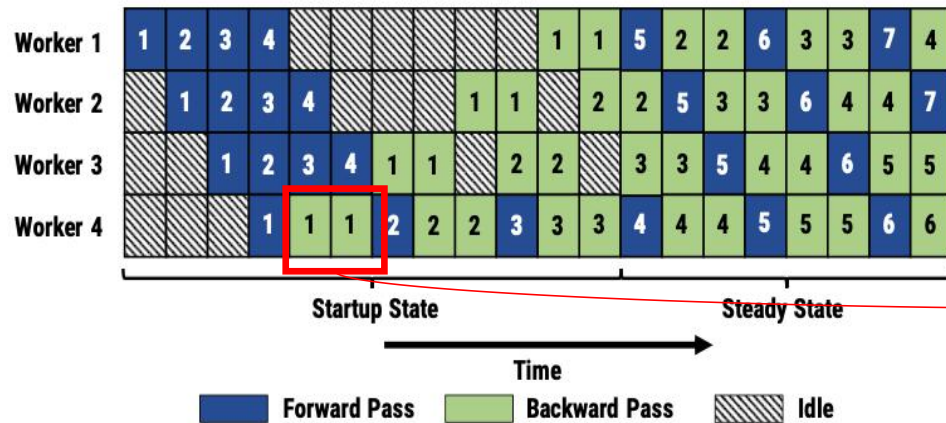 Worker 1 1 2 3 4 1 1 5 2 2 6 3 3 7 4
Worker 2 1 2 3 4 1 1 2 2 5 3 3 6 4 4 7
Worker 3 1 2 3 4 1 1 2 2 3 3 5 4 4 6 5 5
Worker 4 1 1 1 2 2 2 3 3 3 4 4 4 5 5 5 6 6
Startup State Steady State
Time
Forward Pass Backward Pass Idle